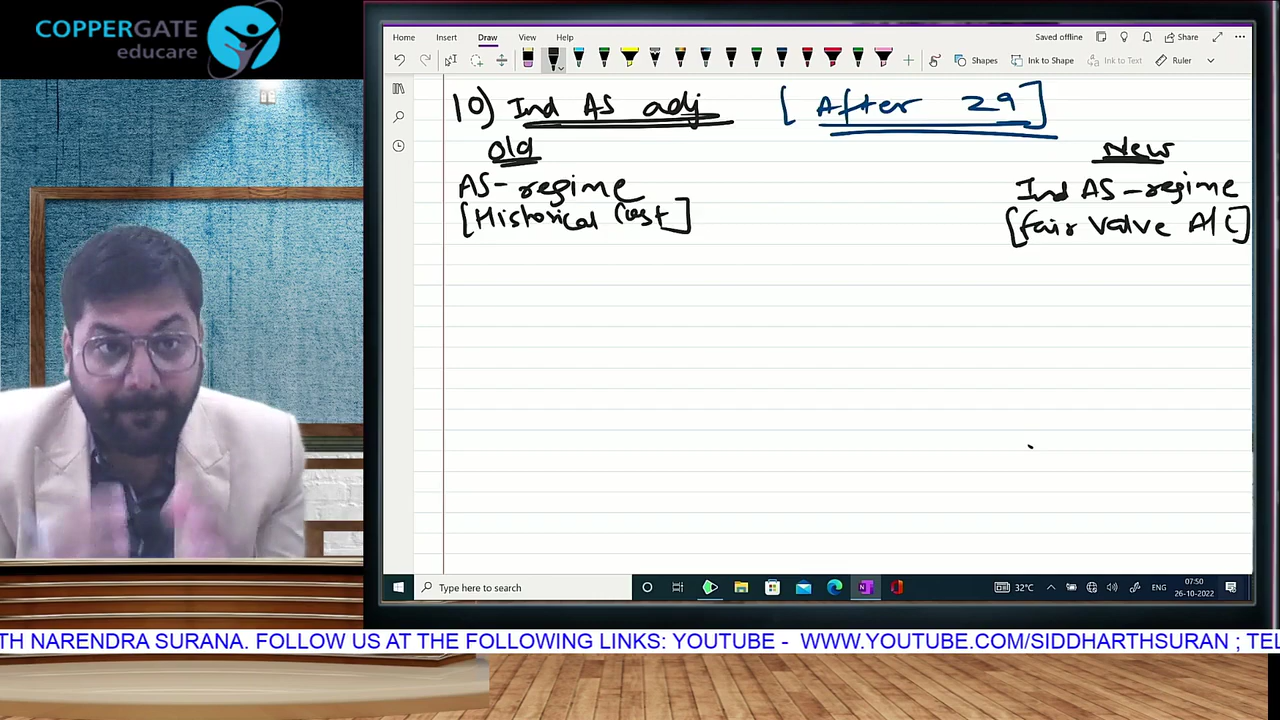 COPPERGATE
educare
Home Insert Draw View Help
Saved offline
Share
Shapes
Ink to Shape
Ink to Text
Ruler
10) Ind AS adj [After 29]
Old
New
AS-regime
Ind AS-regime
[Historical Cost]
[Fair Valve A/C]
Type here to search
32°C
ENG
07:50
26-10-2022
TH NARENDRA SURANA. FOLLOW US AT THE FOLLOWING LINKS: YOUTUBE - WWW.YOUTUBE.COM/SIDDHARTHSURAN ; TEL